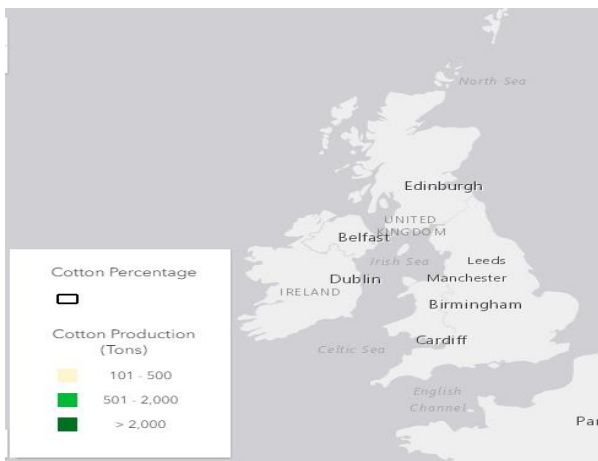 North Sea
Edinburgh
UNITED
KINGDOM
Belfast
Irish Sea
Leeds
Dublin
Manchester
IRELAND
Birmingham
Cardiff
Celtic Sea
English
Channel
Pa
Cotton Percentage
Cotton Production
(Tons)
101 - 500
501 - 2,000
> 2,000